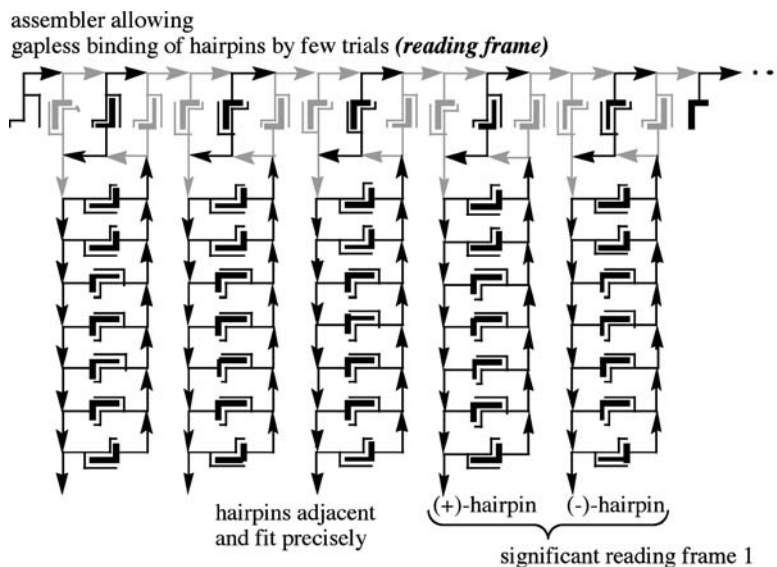 assembler allowing
gapless binding of hairpins by few trials (reading frame)
hairpins adjacent
and fit precisely
(+)-hairpin (-)-hairpin
significant reading frame 1